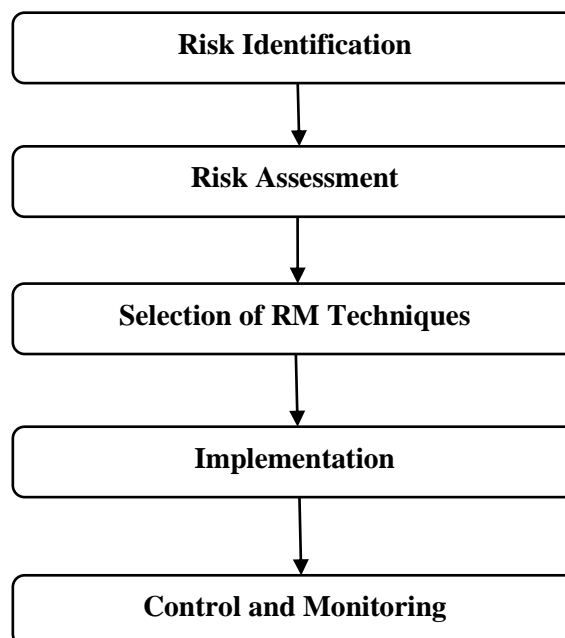 Risk Identification
Risk Assessment
Selection of RM Techniques
Implementation
Control and Monitoring